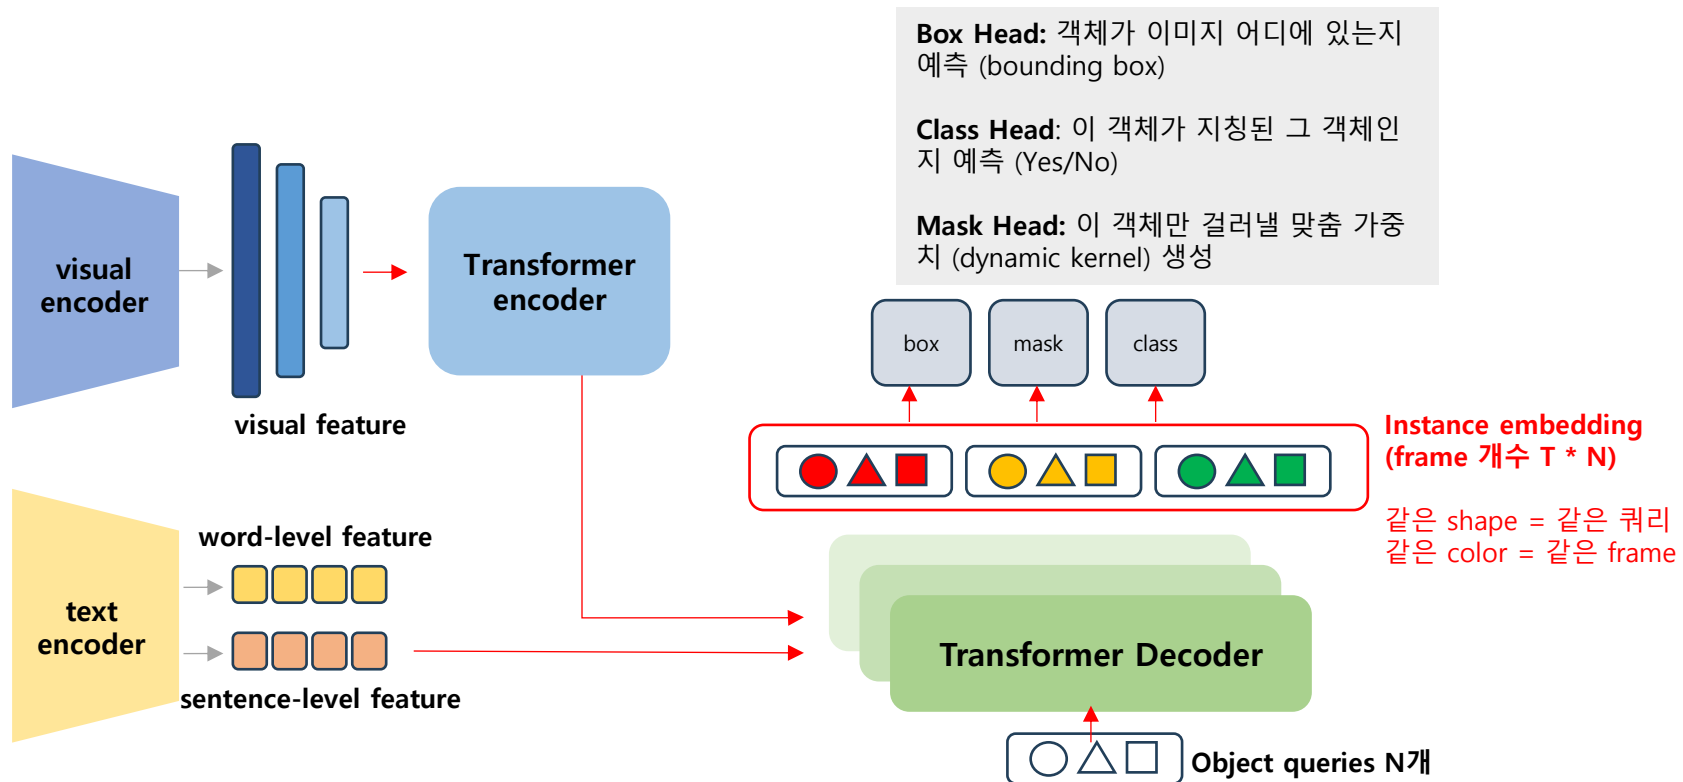 Box Head: 객체가 이미지 어디에 있는지
예측 (bounding box)
Class Head: 이 객체가 지칭된 그 객체인
지 예측 (Yes/No)
Mask Head: 이 객체만 걸러낼 맞춤 가중
치 (dynamic kernel) 생성
visual
encoder
visual feature
Transformer
encoder
box
mask
class
Instance embedding
(frame 개수 T * N)
같은 shape = 같은 쿼리
같은 color = 같은 frame
text
encoder
word-level feature
sentence-level feature
Transformer Decoder
Object queries N개